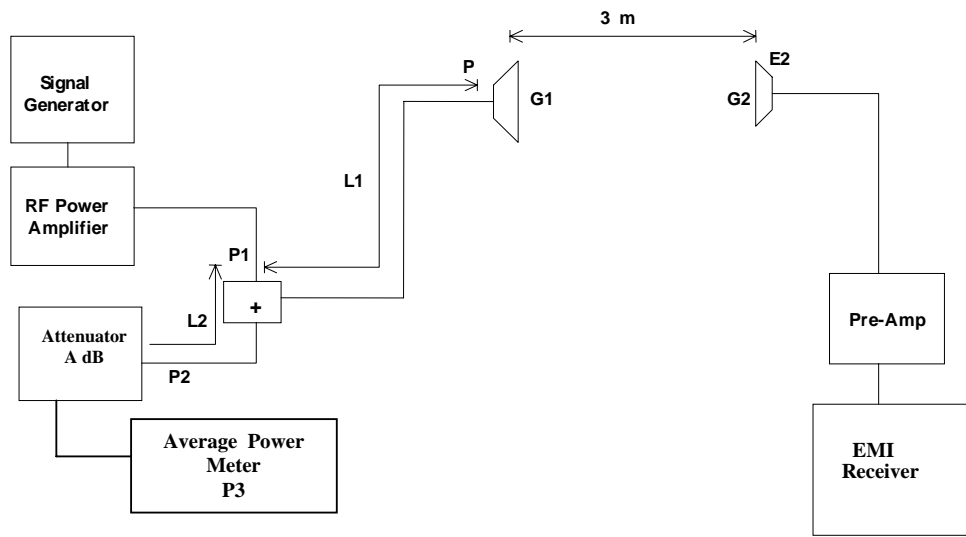 3 m
Signal
Generator
P
E2
G1
G2
L1
RF Power
Amplifier
P1
+
L2
Attenuator
A dB
P2
Pre-Amp
Average Power
Meter
P3
EMI
Receiver